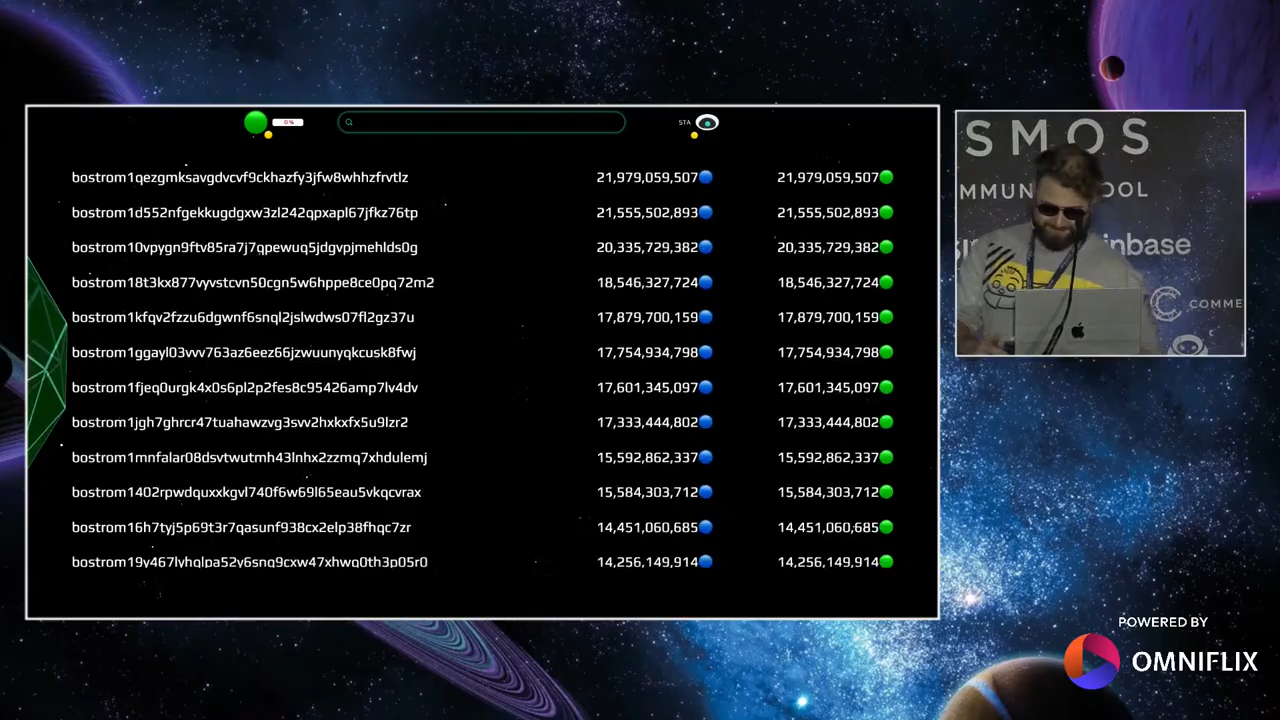 0 %
STA
bostrom1qezgmksavgdvcvf9ckhazfy3jfw8whhzfrvtlz 21,979,059,507 21,979,059,507
bostrom1d552nfgekkugdgxw3zl242qpxapl67jfkz76tp 21,555,502,893 21,555,502,893
bostrom10vpygn9ftv85ra7j7qpewuq5jdgvpjmehlds0g 20,335,729,382 20,335,729,382
bostrom18t3kx877vyvstcvn50cgn5w6hppe8ce0pq72m2 18,546,327,724 18,546,327,724
bostrom1kfqv2fzzu6dgwnf6snql2jslwdws07fl2gz37u 17,879,700,159 17,879,700,159
bostrom1ggayl03vvv763az6eez66jzwuunyqkcusk8fwj 17,754,934,798 17,754,934,798
bostrom1fjeq0urgk4x0s6pl2p2fes8c95426amp7lv4dv 17,601,345,097 17,601,345,097
bostrom1jgh7ghrcr47tuahawzvg3svv2hxkxfx5u9lzr2 17,333,444,802 17,333,444,802
bostrom1mnfalar08dsvtwutmh43lnhx2zzmq7xhdulemj 15,592,862,337 15,592,862,337
bostrom1402rpwdquxxkgvl740f6w69l65eau5vkqcvrax 15,584,303,712 15,584,303,712
bostrom16h7tyj5p69t3r7qasunf938cx2elp38fhqc7zr 14,451,060,685 14,451,060,685
bostrom19y467lyhglpa52y6snq9cxw47xhwq0th3p05r0 14,256,149,914 14,256,149,914
SMOS
MMUN OOL
inbase
COMME
POWERED BY
OMNIFLIX